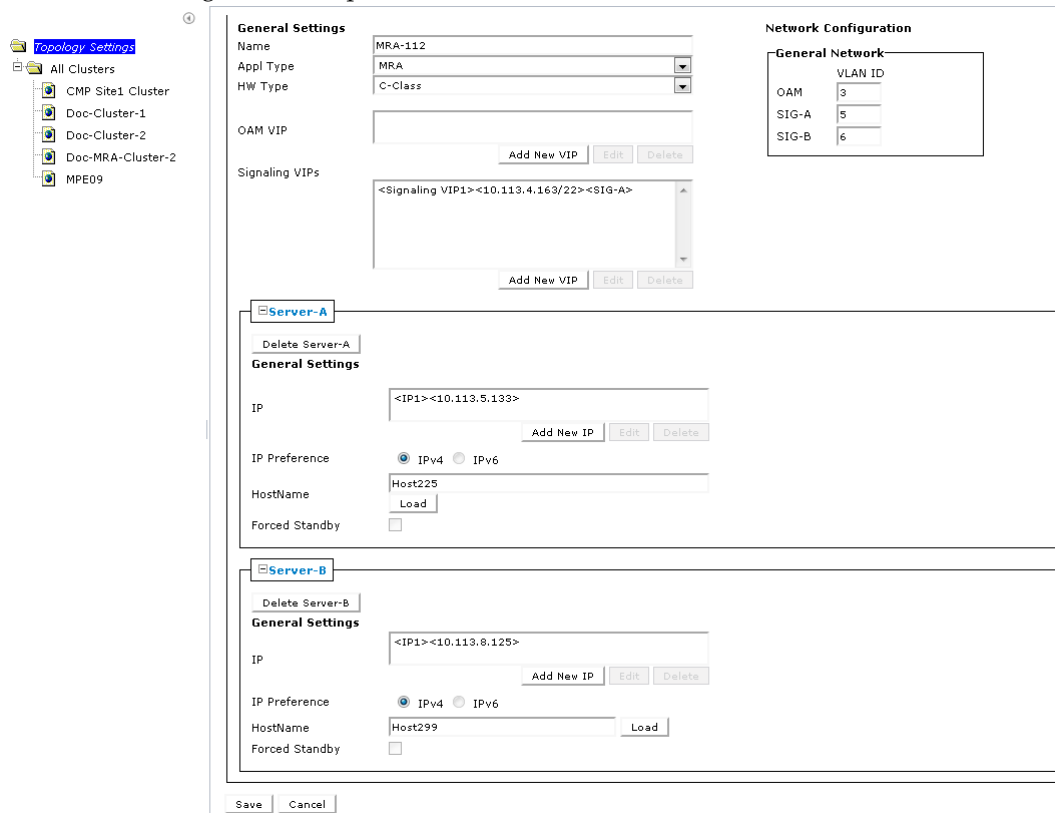 Topology Settings
All Clusters
CMP Site1 Cluster
Doc-Cluster-1
Doc-Cluster-2
Doc-MRA-Cluster-2
MPE09
General Settings
Name MRA-112
Appl Type MRA
HW Type C-Class
OAM VIP
Add New VIP Edit Delete
Signaling VIPs
<Signaling VIP1><10.113.4.163/22><SIG-A>
Add New VIP Edit Delete
Network Configuration
General Network
VLAN ID
OAM 3
SIG-A 5
SIG-B 6
Server-A
Delete Server-A
General Settings
IP <IP1><10.113.5.133>
Add New IP Edit Delete
IP Preference IPv4 IPv6
HostName Host225
Load
Forced Standby
Server-B
Delete Server-B
General Settings
IP <IP1><10.113.8.125>
Add New IP Edit Delete
IP Preference IPv4 IPv6
HostName Host299 Load
Forced Standby
Save Cancel